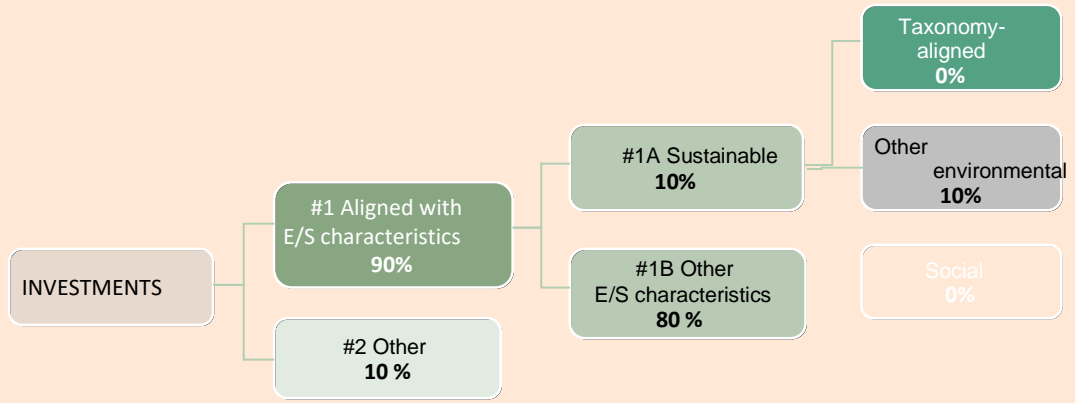 INVESTMENTS
#1 Aligned with
E/S characteristics
90%
#2 Other
10 %
#1A Sustainable
10%
#1B Other
E/S characteristics
80 %
Taxonomy-
aligned
0%
Other
environmental
10%
Social
0%